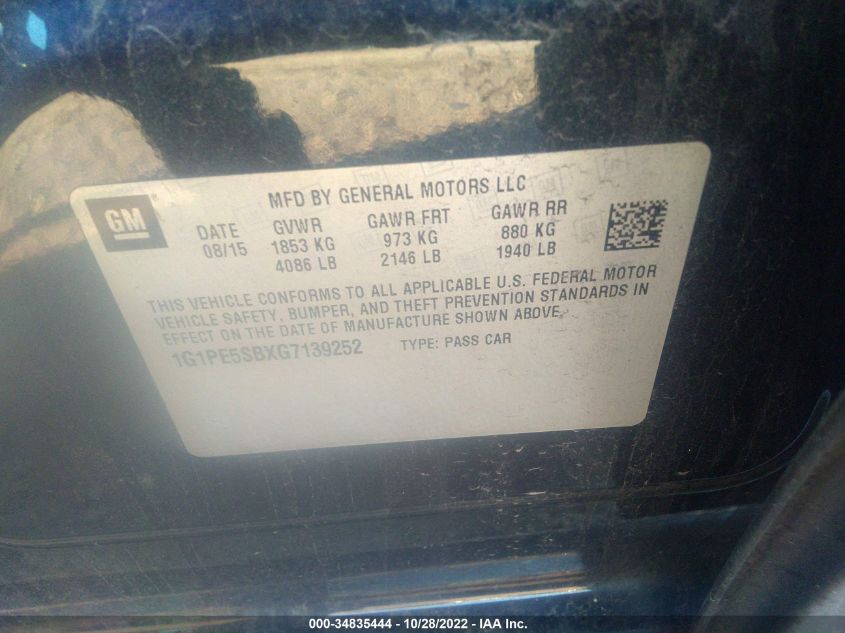 MFD BY GENERAL MOTORS LLC
GM
DATE GVWR GAWR FRT GAWR RR
08/15 1853 KG 973 KG 880 KG
4086 LB 2146 LB 1940 LB
THIS VEHICLE CONFORMS TO ALL APPLICABLE U.S. FEDERAL MOTOR
VEHICLE SAFETY, BUMPER, AND THEFT PREVENTION STANDARDS IN
EFFECT ON THE DATE OF MANUFACTURE SHOWN ABOVE.
1G1PE5SBXG7139252 TYPE: PASS CAR
000-34835444 - 10/28/2022 - IAA Inc.